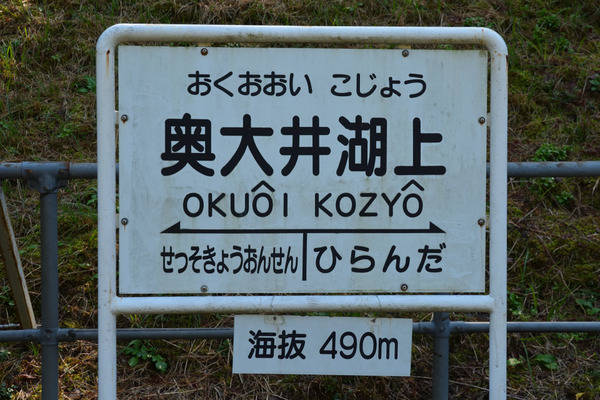 おくおおい こじょう
奥大井湖上
OKUÔI KOZYÔ
せっそきょうおんせん ひらんだ
海抜 490m